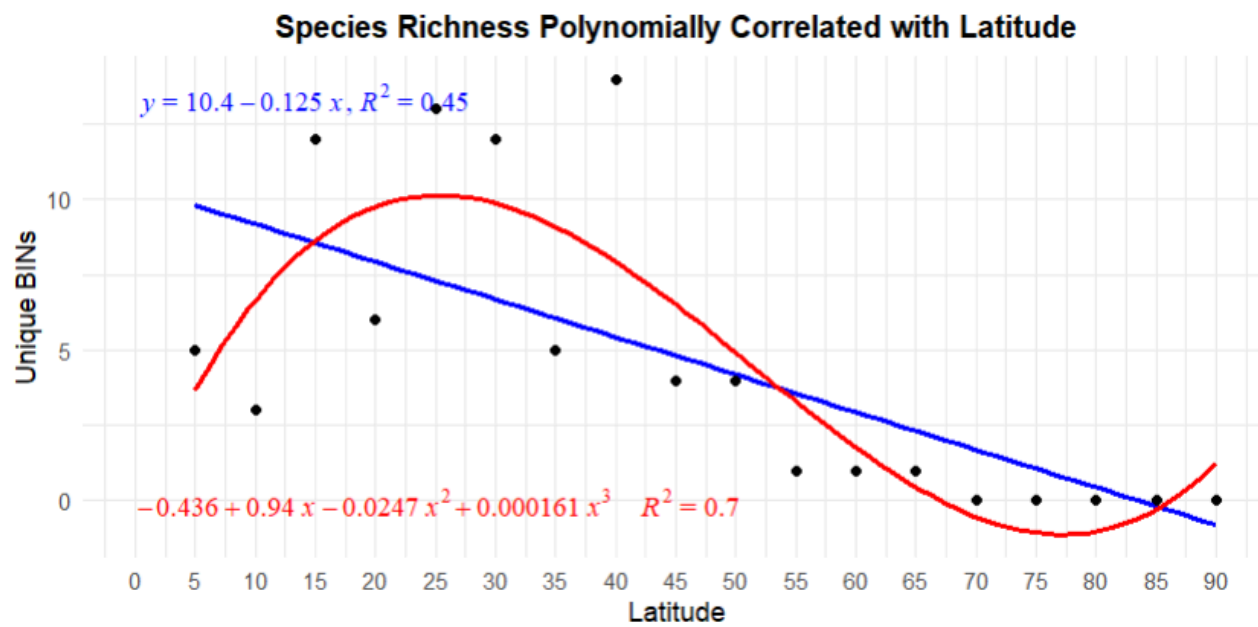 Species Richness Polynomially Correlated with Latitude
y = 10.4 − 0.125 x, R² = 0.45
10
5
0
Unique BINs
−0.436 + 0.94 x − 0.0247 x² + 0.000161 x³ R² = 0.7
0 5 10 15 20 25 30 35 40 45 50 55 60 65 70 75 80 85 90
Latitude